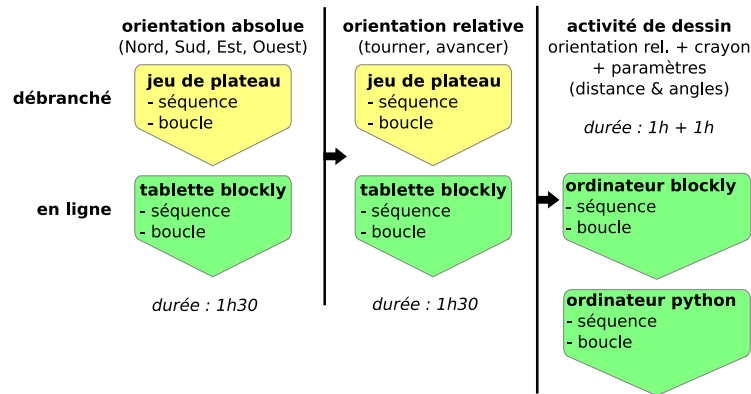 orientation absolue
(Nord, Sud, Est, Ouest)
débranché
jeu de plateau
- séquence
- boucle
en ligne
tablette blockly
- séquence
- boucle
durée : 1h30
orientation relative
(tourner, avancer)
jeu de plateau
- séquence
- boucle
tablette blockly
- séquence
- boucle
durée : 1h30
activité de dessin
orientation rel. + crayon
+ paramètres
(distance & angles)
durée : 1h + 1h
ordinateur blockly
- séquence
- boucle
ordinateur python
- séquence
- boucle